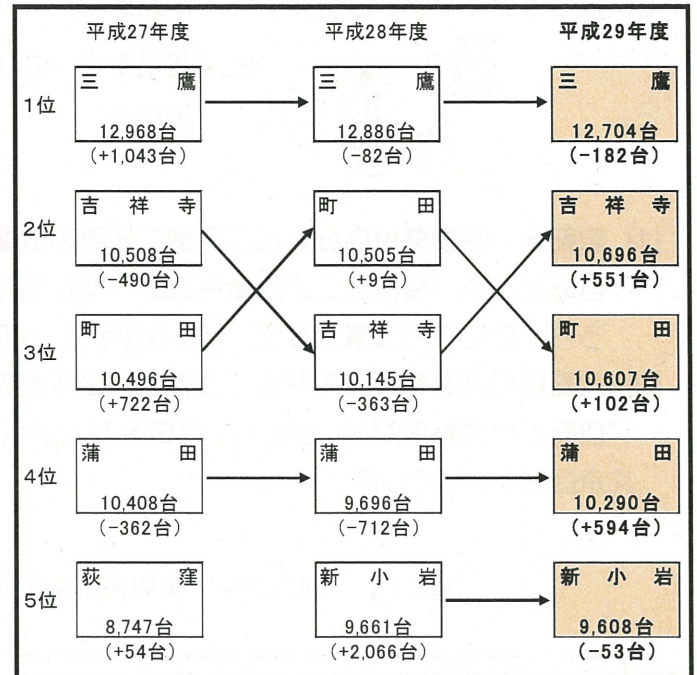 平成27年度 平成28年度 平成29年度
1位
三 鷹 三 鷹 三 鷹
12,968台 12,886台 12,704台
(+1,043台) (-82台) (-182台)
2位
吉 祥 寺 町 田 吉 祥 寺
10,508台 10,505台 10,696台
(-490台) (+9台) (+551台)
3位
町 田 吉 祥 寺 町 田
10,496台 10,145台 10,607台
(+722台) (-363台) (+102台)
4位
蒲 田 蒲 田 蒲 田
10,408台 9,696台 10,290台
(-362台) (-712台) (+594台)
5位
荻 窪 新 小 岩 新 小 岩
8,747台 9,661台 9,608台
(+54台) (+2,066台) (-53台)